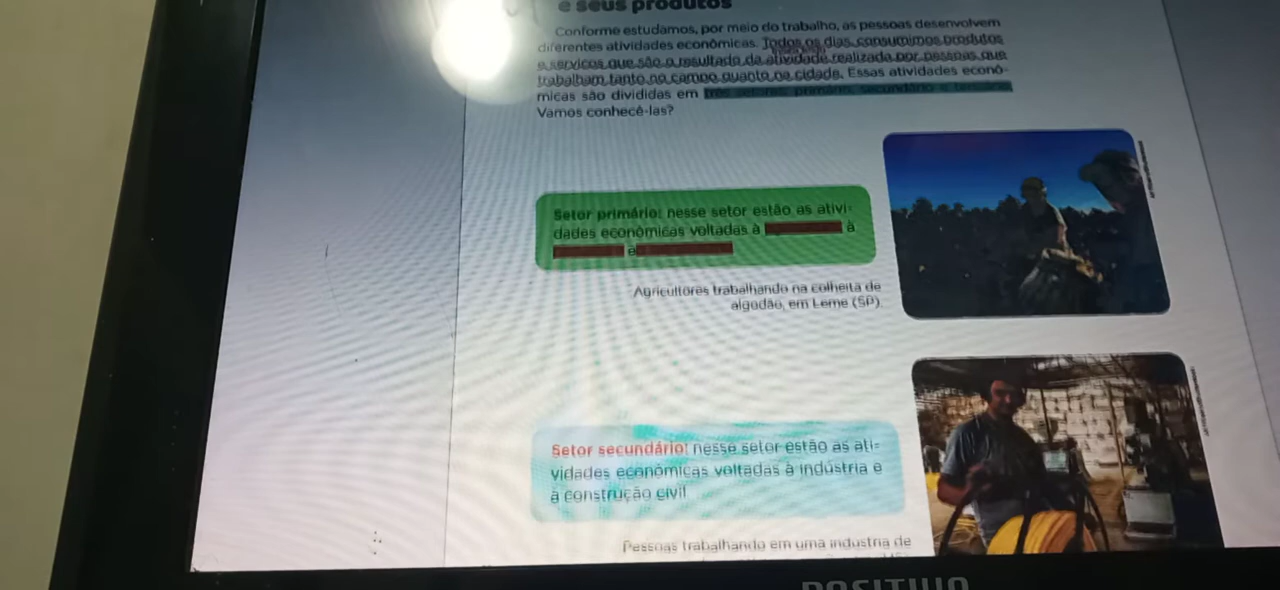 e seus produtos
Conforme estudamos, por meio do trabalho, as pessoas desenvolvem
diferentes atividades econômicas. Todos os dias, consumimos produtos
e serviços que são o resultado da atividade realizada por pessoas que
trabalham tanto no campo quanto na cidade. Essas atividades econô-
micas são divididas em três setores: primário, secundário e terciário.
Vamos conhecê-las?
Setor primário: nesse setor estão as ativi-
dades econômicas voltadas à à
e
Agricultores trabalhando na colheita de
algodão, em Leme (SP).
Setor secundário: nesse setor estão as ati-
vidades econômicas voltadas à indústria e
à construção civil.
Pessoas trabalhando em uma indústria de
POSITIVO